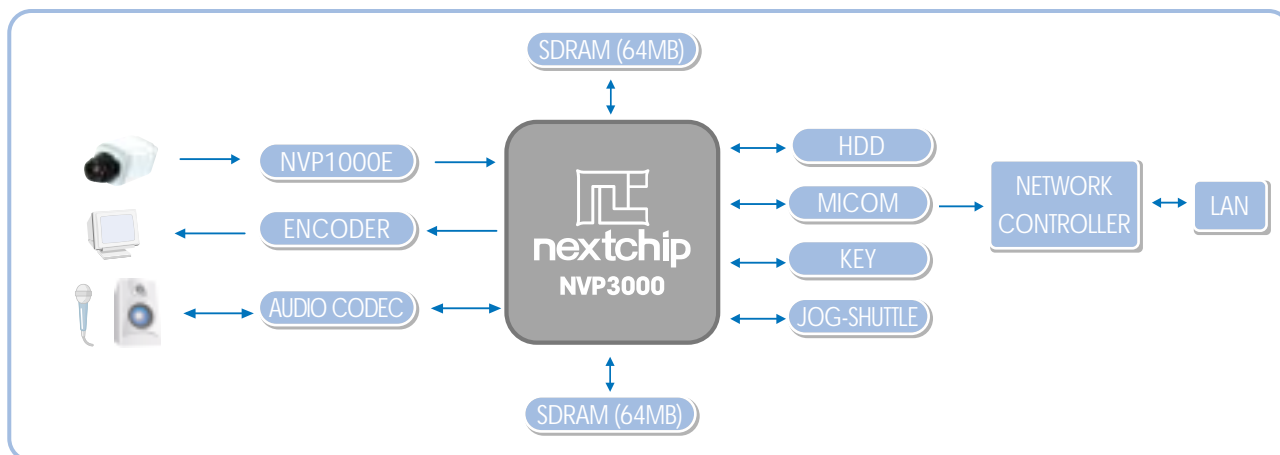 SDRAM (64MB)
NVP1000E
ENCODER
AUDIO CODEC
nextchip
NVP3000
HDD
MICOM
KEY
JOG-SHUTTLE
NETWORK
CONTROLLER
LAN
SDRAM (64MB)